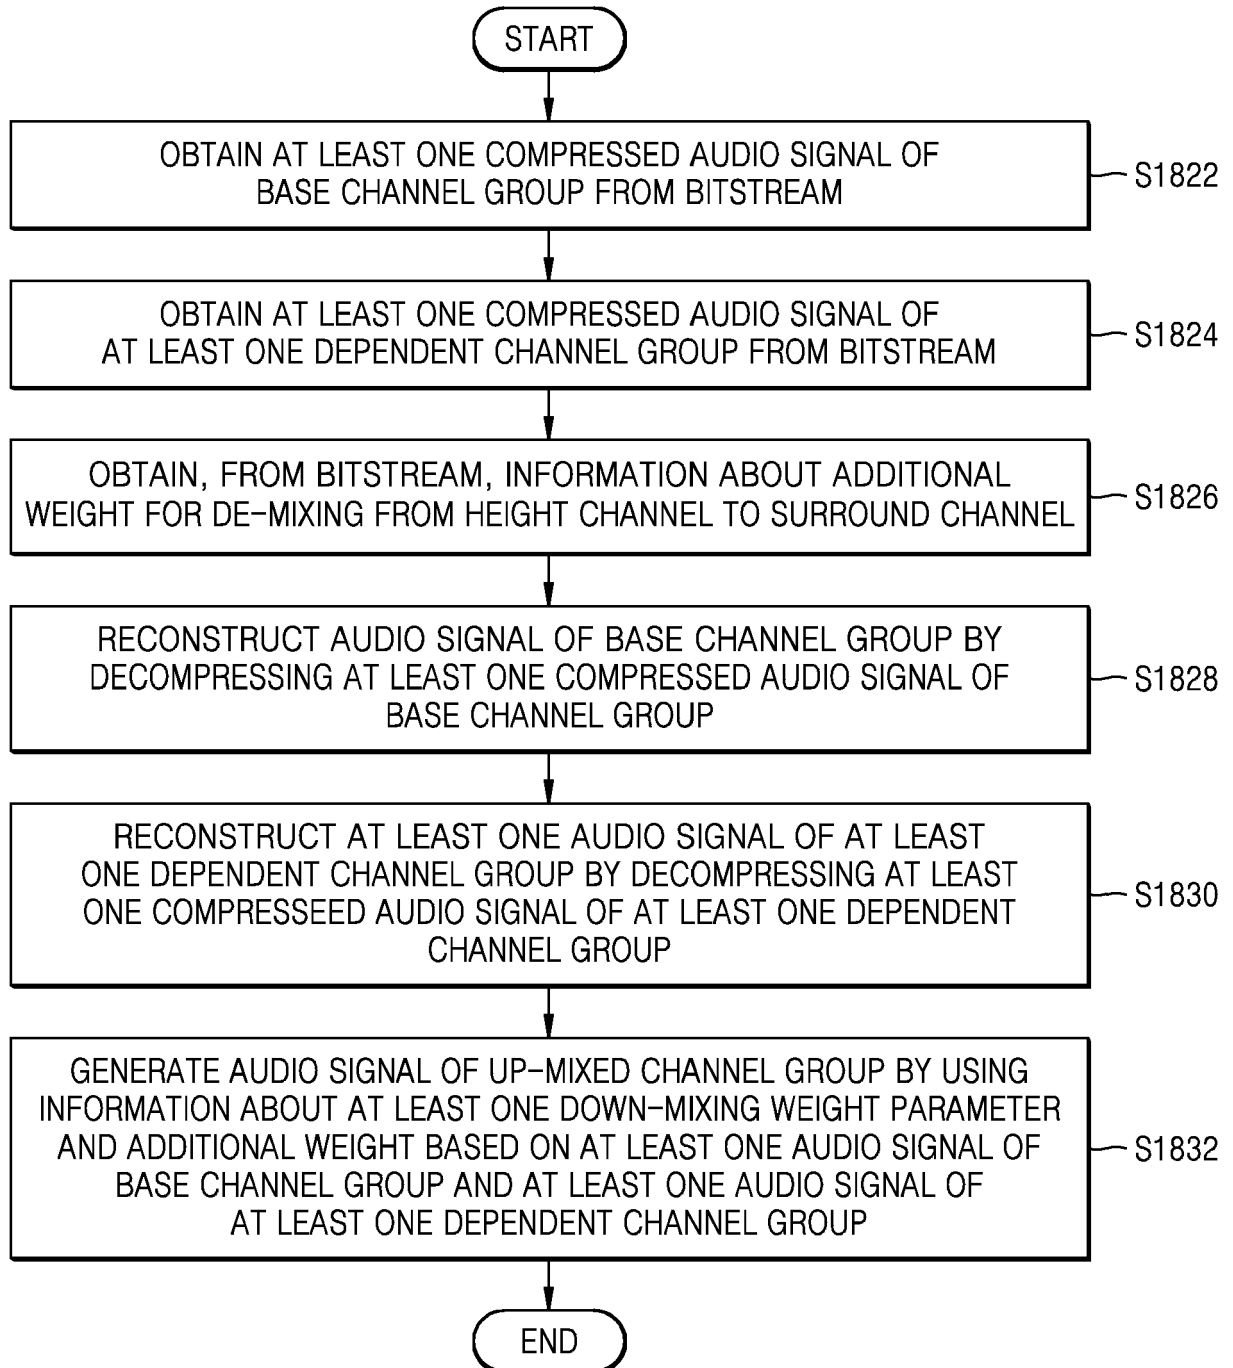 START
OBTAIN AT LEAST ONE COMPRESSED AUDIO SIGNAL OF
BASE CHANNEL GROUP FROM BITSTREAM
S1822
OBTAIN AT LEAST ONE COMPRESSED AUDIO SIGNAL OF
AT LEAST ONE DEPENDENT CHANNEL GROUP FROM BITSTREAM
S1824
OBTAIN, FROM BITSTREAM, INFORMATION ABOUT ADDITIONAL
WEIGHT FOR DE-MIXING FROM HEIGHT CHANNEL TO SURROUND CHANNEL
S1826
RECONSTRUCT AUDIO SIGNAL OF BASE CHANNEL GROUP BY
DECOMPRESSING AT LEAST ONE COMPRESSED AUDIO SIGNAL OF
BASE CHANNEL GROUP
S1828
RECONSTRUCT AT LEAST ONE AUDIO SIGNAL OF AT LEAST
ONE DEPENDENT CHANNEL GROUP BY DECOMPRESSING AT LEAST
ONE COMPRESSEED AUDIO SIGNAL OF AT LEAST ONE DEPENDENT
CHANNEL GROUP
S1830
GENERATE AUDIO SIGNAL OF UP-MIXED CHANNEL GROUP BY USING
INFORMATION ABOUT AT LEAST ONE DOWN-MIXING WEIGHT PARAMETER
AND ADDITIONAL WEIGHT BASED ON AT LEAST ONE AUDIO SIGNAL OF
BASE CHANNEL GROUP AND AT LEAST ONE AUDIO SIGNAL OF
AT LEAST ONE DEPENDENT CHANNEL GROUP
S1832
END